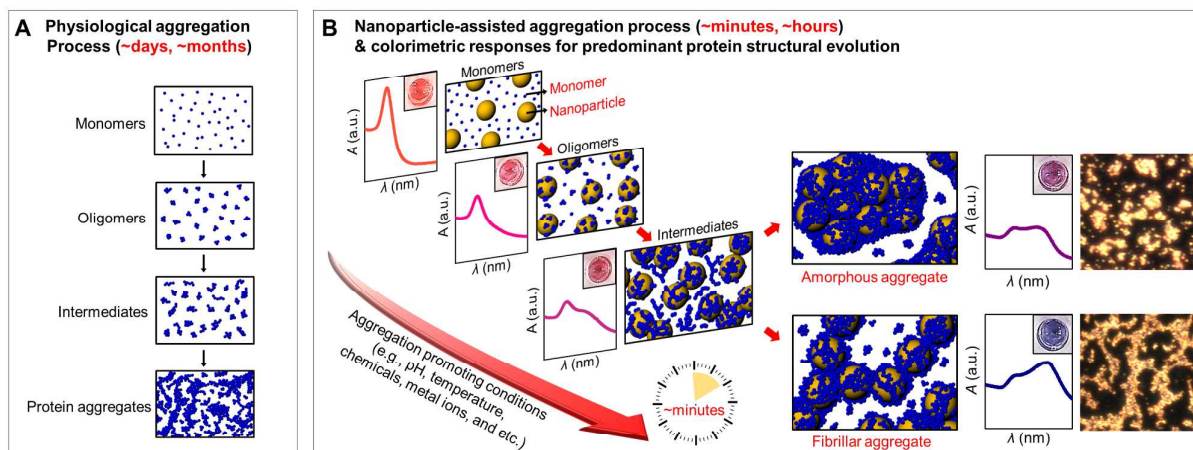 A Physiological aggregation
Process (~days, ~months)
Monomers
Oligomers
Intermediates
Protein aggregates
B Nanoparticle-assisted aggregation process (~minutes, ~hours)
& colorimetric responses for predominant protein structural evolution
Monomers
Monomer
Nanoparticle
A (a.u.)
λ (nm)
Oligomers
A (a.u.)
λ (nm)
Intermediates
A (a.u.)
λ (nm)
Aggregation promoting conditions
(e.g., pH, temperature,
chemicals, metal ions, and etc.)
~minutes
Amorphous aggregate
A (a.u.)
λ (nm)
Fibrillar aggregate
A (a.u.)
λ (nm)